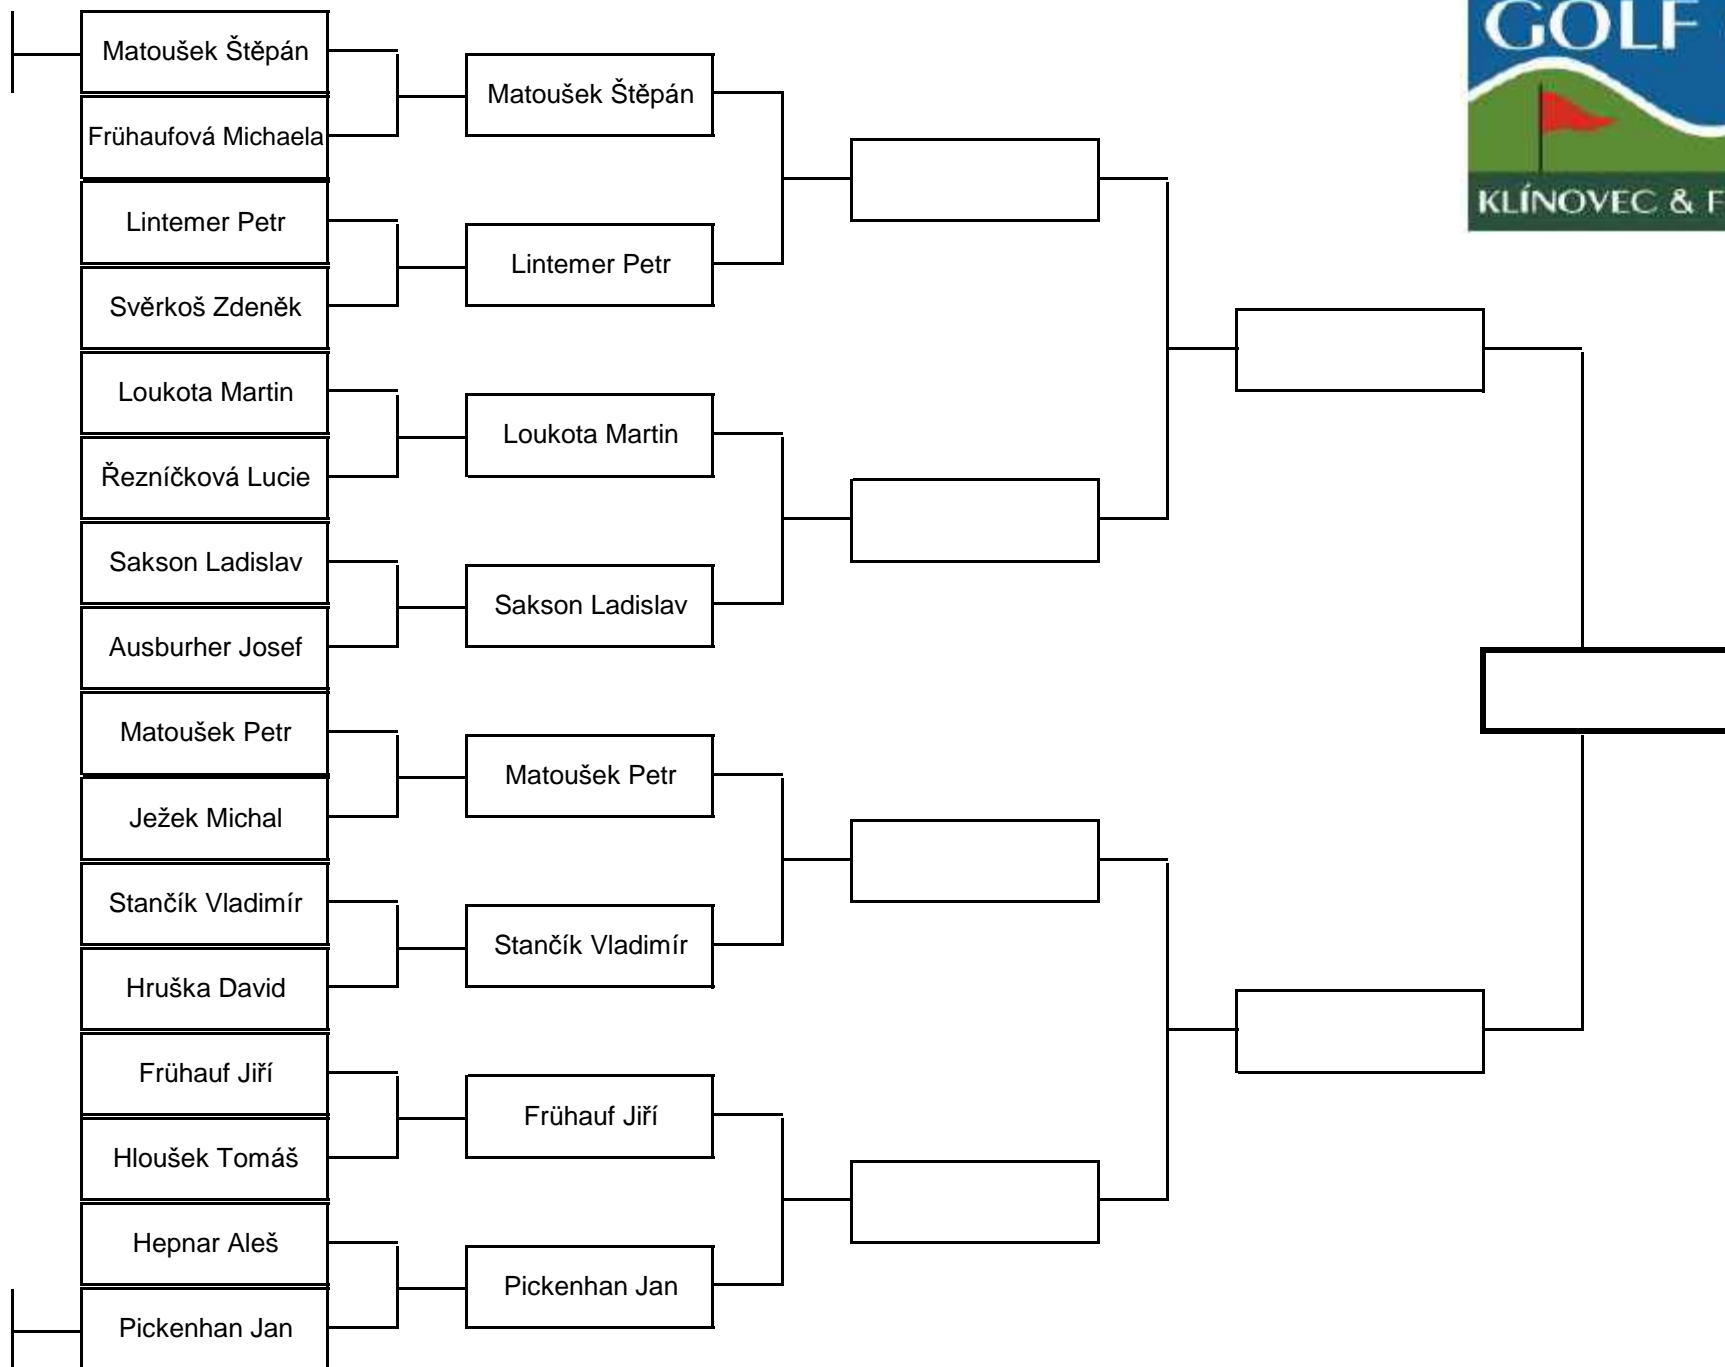 GOLF
KLÍNOVEC & F
Matoušek Štěpán
Frühaufová Michaela
Lintemer Petr
Svěrkoš Zdeněk
Loukota Martin
Řezníčková Lucie
Sakson Ladislav
Ausburher Josef
Matoušek Petr
Ježek Michal
Stančík Vladimír
Hruška David
Frühauf Jiří
Hloušek Tomáš
Hepnar Aleš
Pickenhan Jan
Matoušek Štěpán
Lintemer Petr
Loukota Martin
Sakson Ladislav
Matoušek Petr
Stančík Vladimír
Frühauf Jiří
Pickenhan Jan